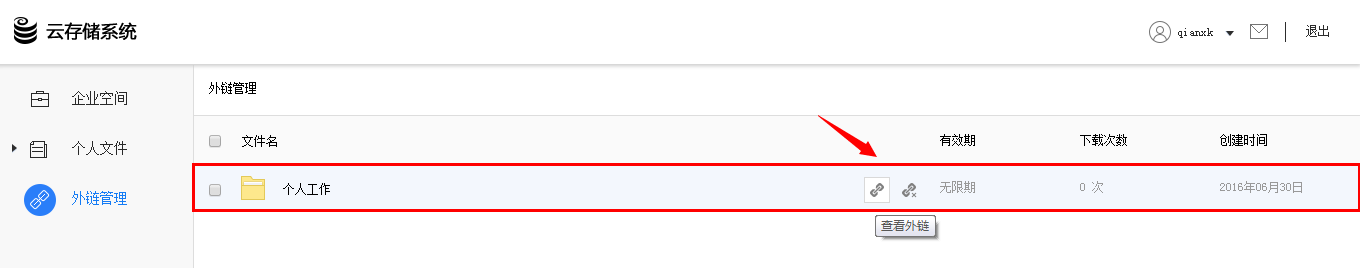 云存储系统
qianxk
退出
企业空间
个人文件
外链管理
外链管理
文件名 有效期 下载次数 创建时间
个人工作 无限期 0 次 2016年06月30日
查看外链